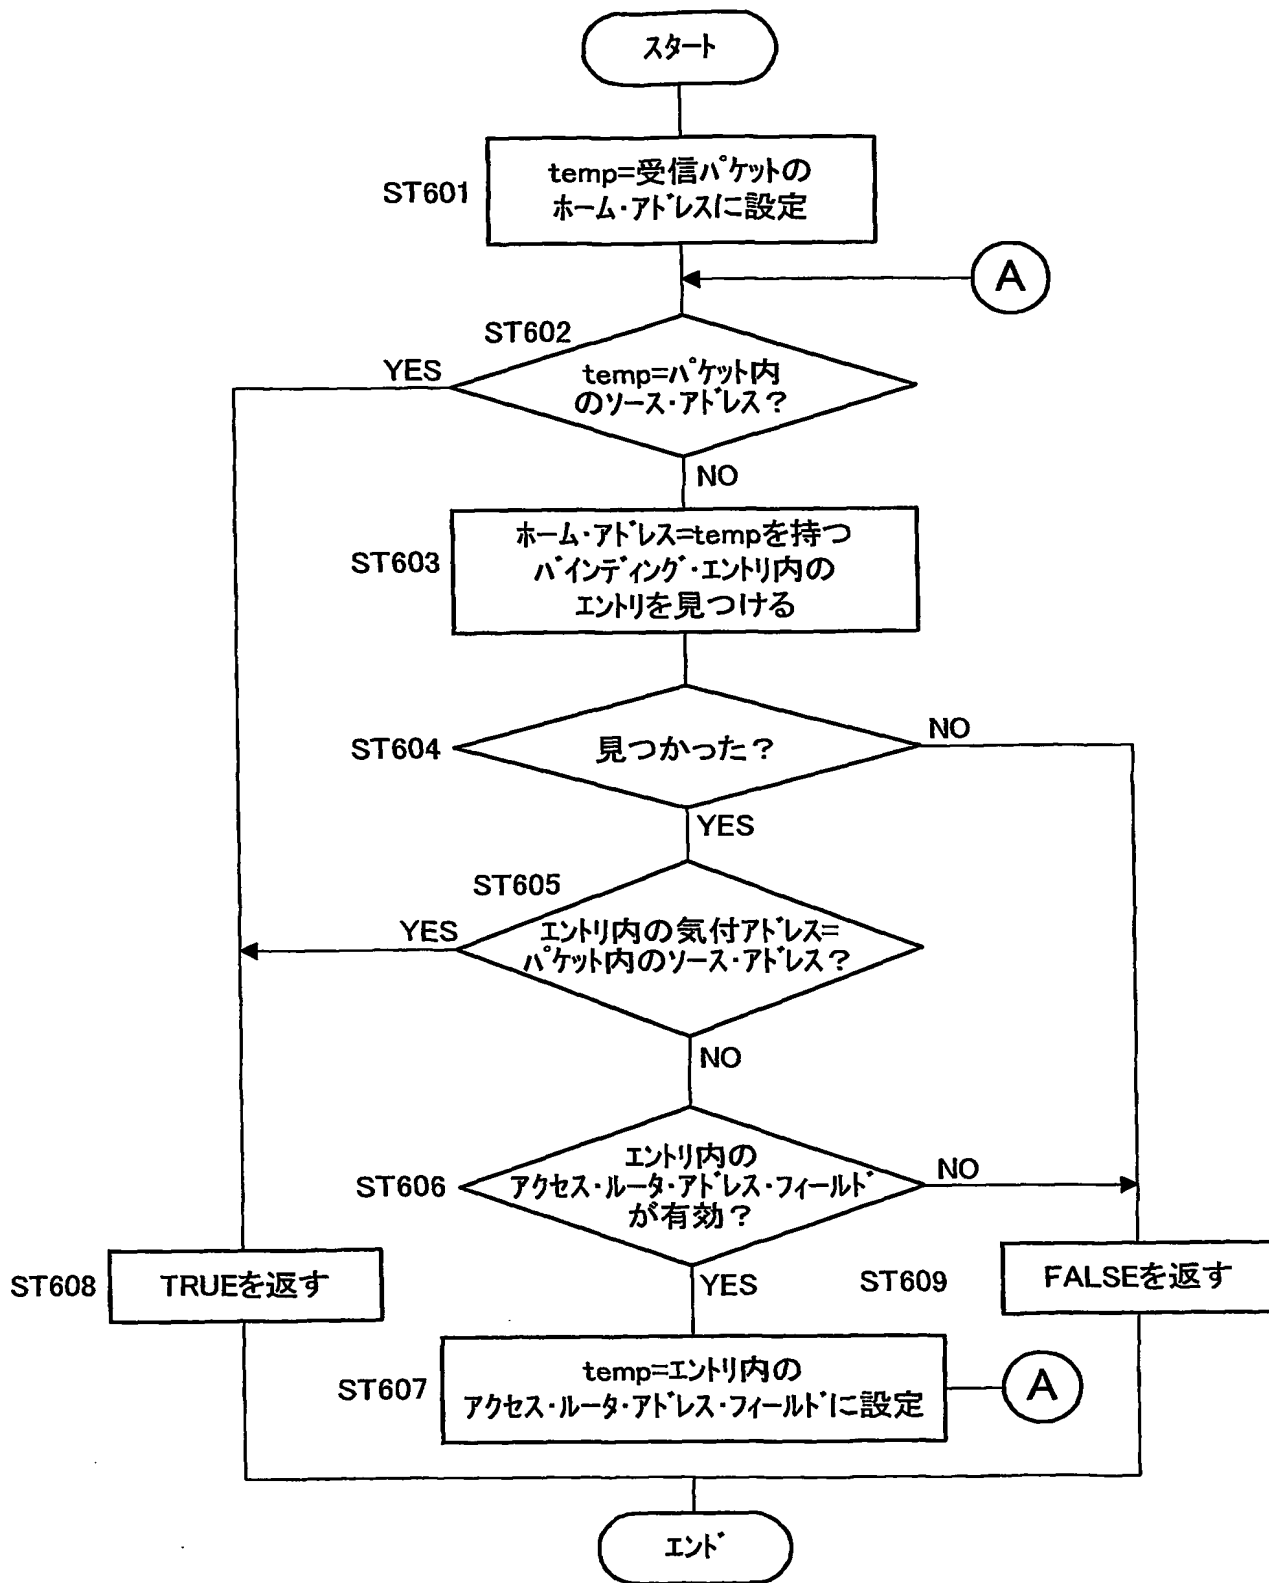 スタート
ST601
temp=受信パケットの
ホーム・アドレスに設定
A
ST602
YES
temp=パケット内
のソース・アドレス?
NO
ST603
ホーム・アドレス=tempを持つ
バインディング・エントリ内の
エントリを見つける
ST604
見つかった?
NO
YES
ST605
YES
エントリ内の気付アドレス=
パケット内のソース・アドレス?
NO
ST606
エントリ内の
アクセス・ルータ・アドレス・フィールド
が有効?
NO
YES
ST608
TRUEを返す
ST609
FALSEを返す
ST607
temp=エントリ内の
アクセス・ルータ・アドレス・フィールドに設定
A
エンド